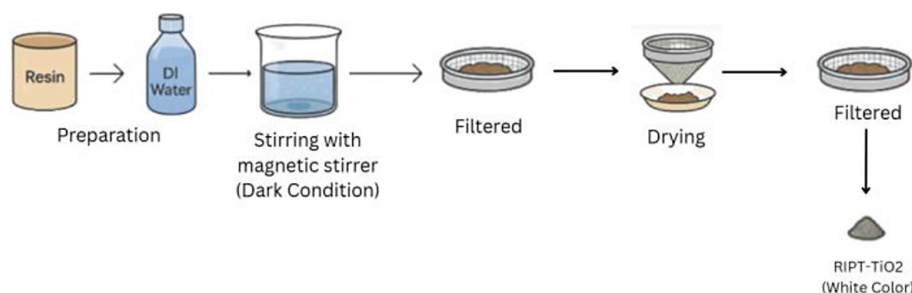 Resin
DI
Water
Preparation
Stirring with
magnetic stirrer
(Dark Condition)
Filtered
Drying
Filtered
RIPT-TiO2
(White Color)